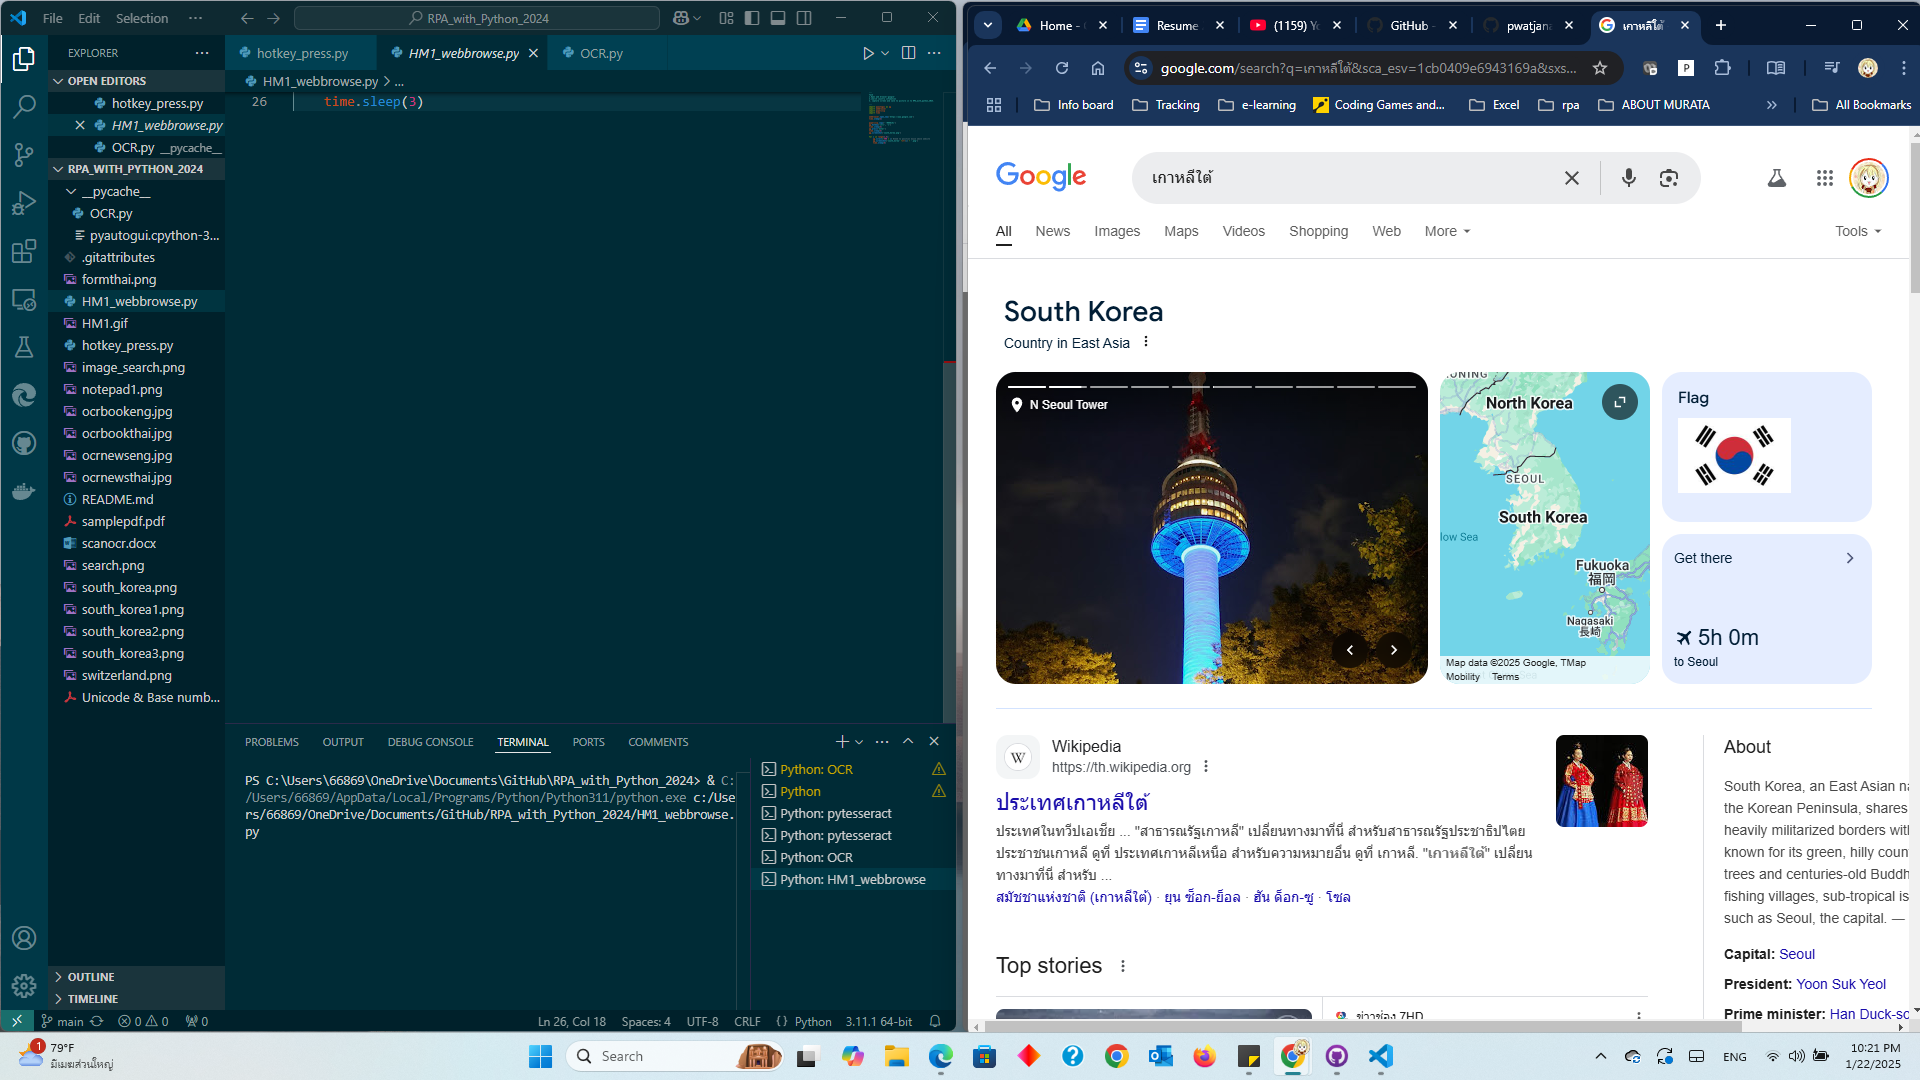 File Edit Selection ···
RPA_with_Python_2024
EXPLORER ···
OPEN EDITORS
hotkey_press.py
HM1_webbrowse.py
OCR.py __pycache__
RPA_WITH_PYTHON_2024
__pycache__
OCR.py
pyautogui.cpython-3...
.gitattributes
formthai.png
HM1_webbrowse.py
HM1.gif
hotkey_press.py
image_search.png
notepad1.png
ocrbookeng.jpg
ocrbookthai.jpg
ocrnewseng.jpg
ocrnewsthai.jpg
README.md
samplepdf.pdf
scanocr.docx
search.png
south_korea.png
south_korea1.png
south_korea2.png
south_korea3.png
switzerland.png
Unicode & Base numb...
OUTLINE
TIMELINE
hotkey_press.py HM1_webbrowse.py OCR.py
HM1_webbrowse.py > ...
26 time.sleep(3)
PROBLEMS OUTPUT DEBUG CONSOLE TERMINAL PORTS COMMENTS
PS C:\Users\66869\OneDrive\Documents\GitHub\RPA_with_Python_2024> & C:
/Users/66869/AppData/Local/Programs/Python/Python311/python.exe c:/Use
rs/66869/OneDrive/Documents/GitHub/RPA_with_Python_2024/HM1_webbrowse.
py
Python: OCR
Python
Python: pytesseract
Python: pytesseract
Python: OCR
Python: HM1_webbrowse
main 0 0 0 Ln 26, Col 18 Spaces: 4 UTF-8 CRLF {} Python 3.11.1 64-bit
Home - Resume (1159) GitHub - pwatjana เกาหลีใต้
google.com/search?q=เกาหลีใต้&sca_esv=1cb0409e6943169a&sxs...
Info board Tracking e-learning Coding Games and... Excel rpa ABOUT MURATA » All Bookmarks
Google เกาหลีใต้
All News Images Maps Videos Shopping Web More Tools
South Korea
Country in East Asia
N Seoul Tower
North Korea
SEOUL
South Korea
low Sea
Fukuoka
福岡
Nagasaki
長崎
Map data ©2025 Google, TMap
Mobility Terms
Flag
Get there
5h 0m
to Seoul
W
Wikipedia
https://th.wikipedia.org
ประเทศเกาหลีใต้
ประเทศในทวีปเอเชีย ... "สาธารณรัฐเกาหลี" เปลี่ยนทางมาที่นี่ สำหรับสาธารณรัฐประชาธิปไตย
ประชาชนเกาหลี ดูที่ ประเทศเกาหลีเหนือ สำหรับความหมายอื่น ดูที่ เกาหลี. "เกาหลีใต้" เปลี่ยน
ทางมาที่นี่ สำหรับ ...
สมัชชาแห่งชาติ (เกาหลีใต้) · ยุน ซ็อก-ย็อล · ฮัน ด็อก-ซู · โซล
Top stories
ข่าวช่อง 7HD
About
South Korea, an East Asian na
the Korean Peninsula, shares
heavily militarized borders with
known for its green, hilly coun
trees and centuries-old Buddh
fishing villages, sub-tropical is
such as Seoul, the capital. —
Capital: Seoul
President: Yoon Suk Yeol
Prime minister: Han Duck-so
1
79°F
มีเมฆส่วนใหญ่
Search
ENG
10:21 PM
1/22/2025